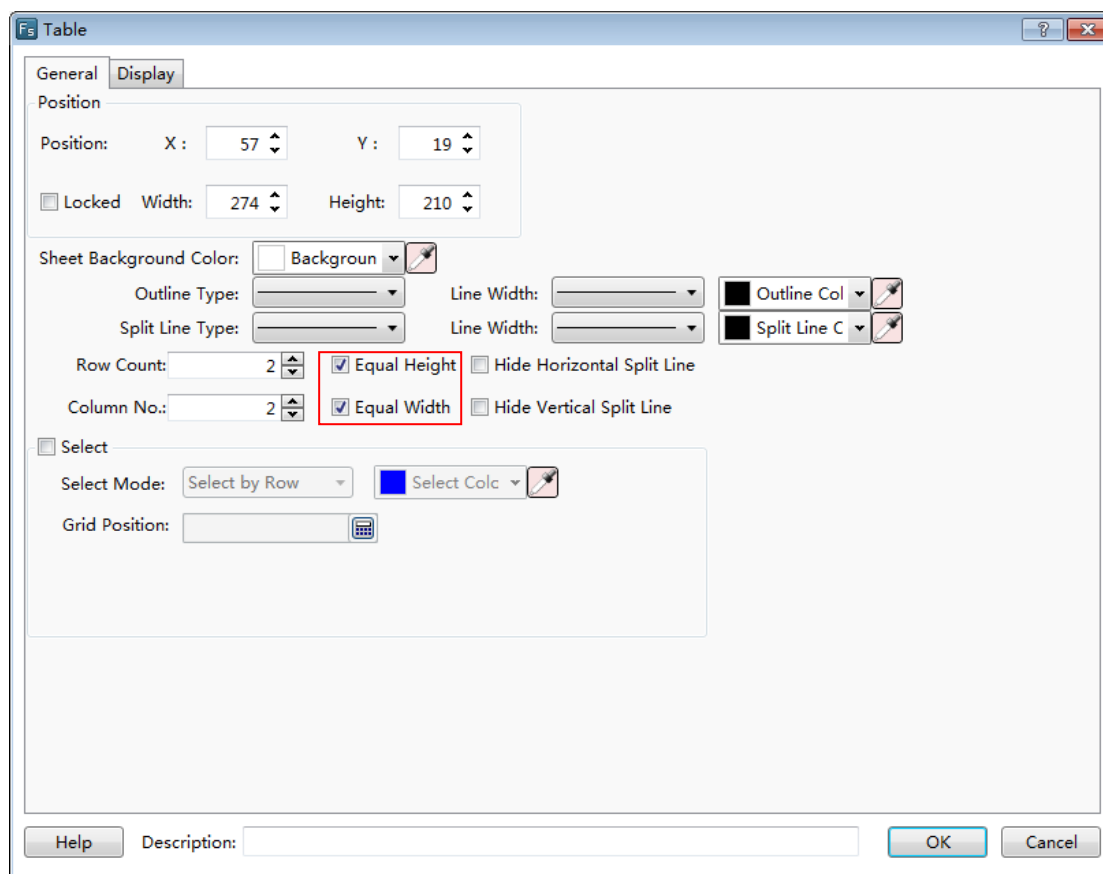 Fs Table
General Display
Position
Position: X : 57 Y : 19
Locked Width: 274 Height: 210
Sheet Background Color: Backgroun
Outline Type: Line Width: Outline Col
Split Line Type: Line Width: Split Line C
Row Count: 2 Equal Height Hide Horizontal Split Line
Column No.: 2 Equal Width Hide Vertical Split Line
Select
Select Mode: Select by Row Select Colc
Grid Position:
Help Description: OK Cancel